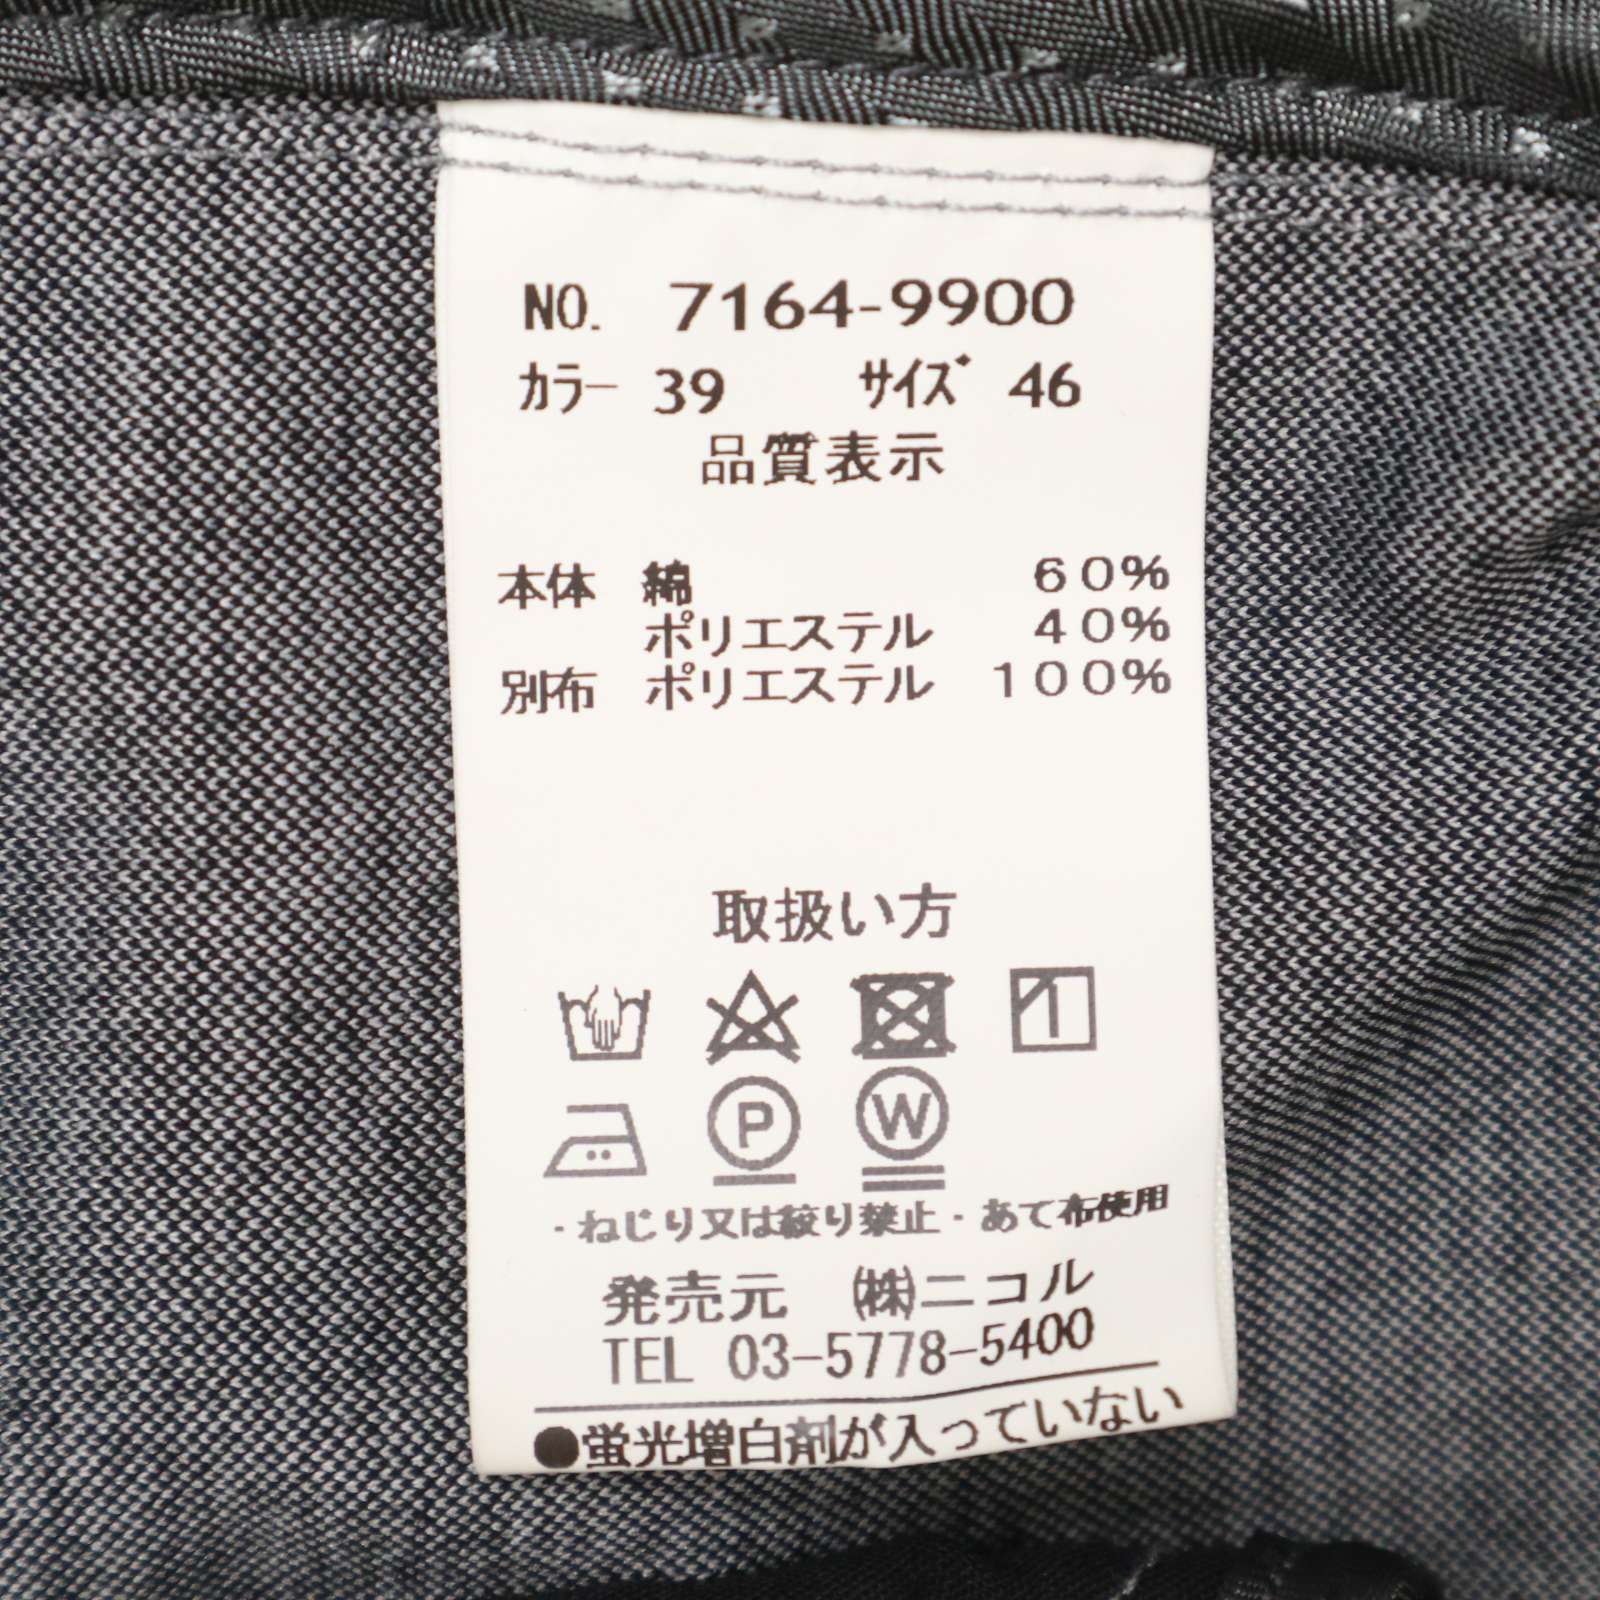 NO. 7164-9900
カラー 39 サイズ 46
品質表示
本体 綿 60%
ポリエステル 40%
別布 ポリエステル 100%
取扱い方
P W
・ねじり又は絞り禁止・あて布使用
発売元 ㈱ニコル
TEL 03-5778-5400
●蛍光増白剤が入っていない